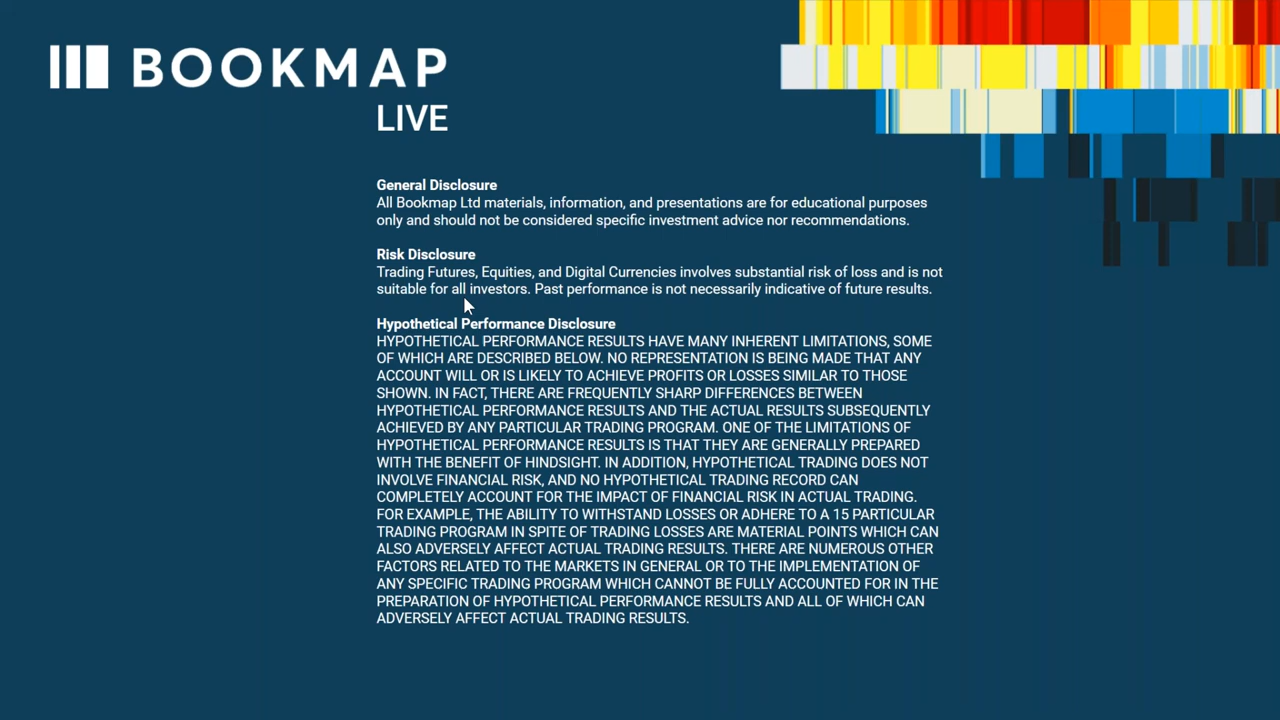 BOOKMAP
LIVE
General Disclosure
All Bookmap Ltd materials, information, and presentations are for educational purposes
only and should not be considered specific investment advice nor recommendations.
Risk Disclosure
Trading Futures, Equities, and Digital Currencies involves substantial risk of loss and is not
suitable for all investors. Past performance is not necessarily indicative of future results.
Hypothetical Performance Disclosure
HYPOTHETICAL PERFORMANCE RESULTS HAVE MANY INHERENT LIMITATIONS, SOME
OF WHICH ARE DESCRIBED BELOW. NO REPRESENTATION IS BEING MADE THAT ANY
ACCOUNT WILL OR IS LIKELY TO ACHIEVE PROFITS OR LOSSES SIMILAR TO THOSE
SHOWN. IN FACT, THERE ARE FREQUENTLY SHARP DIFFERENCES BETWEEN
HYPOTHETICAL PERFORMANCE RESULTS AND THE ACTUAL RESULTS SUBSEQUENTLY
ACHIEVED BY ANY PARTICULAR TRADING PROGRAM. ONE OF THE LIMITATIONS OF
HYPOTHETICAL PERFORMANCE RESULTS IS THAT THEY ARE GENERALLY PREPARED
WITH THE BENEFIT OF HINDSIGHT. IN ADDITION, HYPOTHETICAL TRADING DOES NOT
INVOLVE FINANCIAL RISK, AND NO HYPOTHETICAL TRADING RECORD CAN
COMPLETELY ACCOUNT FOR THE IMPACT OF FINANCIAL RISK IN ACTUAL TRADING.
FOR EXAMPLE, THE ABILITY TO WITHSTAND LOSSES OR ADHERE TO A 15 PARTICULAR
TRADING PROGRAM IN SPITE OF TRADING LOSSES ARE MATERIAL POINTS WHICH CAN
ALSO ADVERSELY AFFECT ACTUAL TRADING RESULTS. THERE ARE NUMEROUS OTHER
FACTORS RELATED TO THE MARKETS IN GENERAL OR TO THE IMPLEMENTATION OF
ANY SPECIFIC TRADING PROGRAM WHICH CANNOT BE FULLY ACCOUNTED FOR IN THE
PREPARATION OF HYPOTHETICAL PERFORMANCE RESULTS AND ALL OF WHICH CAN
ADVERSELY AFFECT ACTUAL TRADING RESULTS.